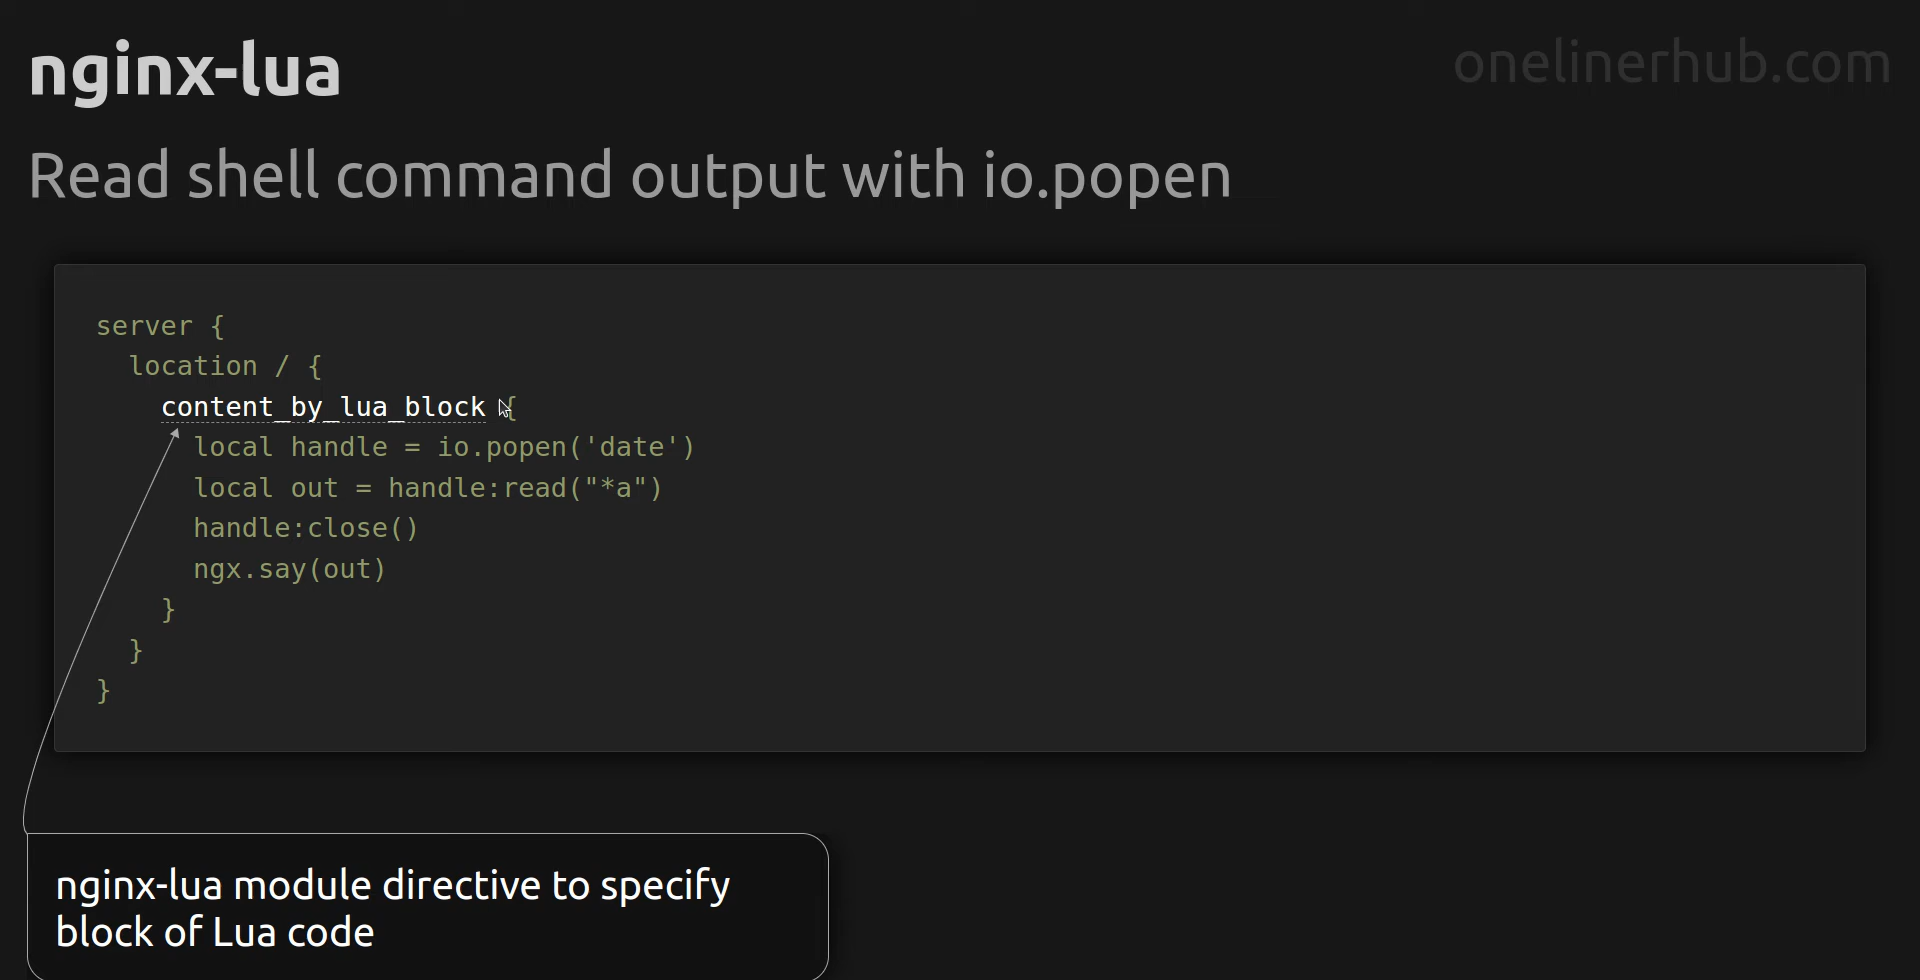 nginx-lua
onelinerhub.com
Read shell command output with io.popen
server {
  location / {
    content_by_lua_block {
      local handle = io.popen('date')
      local out = handle:read("*a")
      handle:close()
      ngx.say(out)
    }
  }
}
nginx-lua module directive to specify
block of Lua code